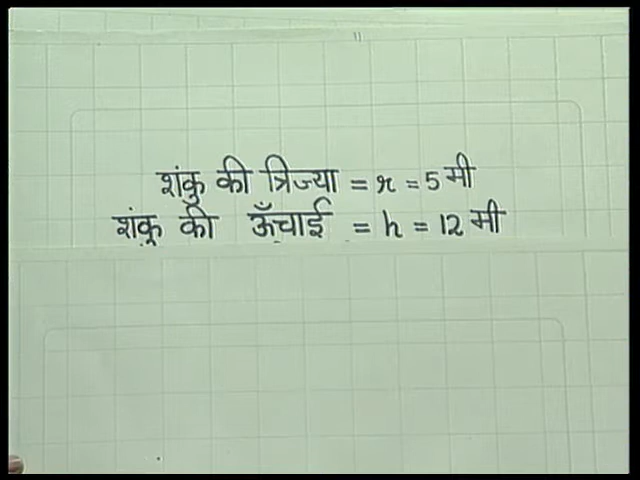 शंकु की त्रिज्या = r = 5 मी
शंकु की ऊँचाई = h = 12 मी